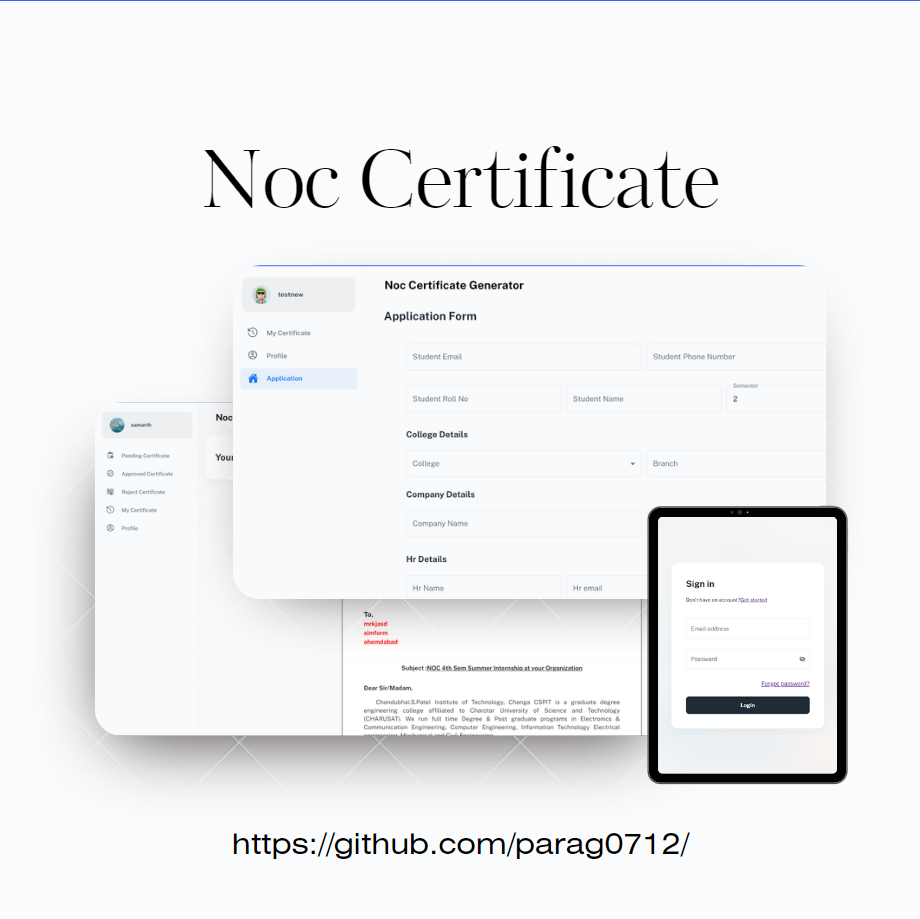 Noc Certificate
testnew
My Certificate
Profile
Application
Noc Certificate Generator
Application Form
Student Email
Student Phone Number
Student Roll No
Student Name
Semester
2
College Details
College
Branch
Company Details
Company Name
Hr Details
Hr Name
Hr email
samarth
Pending Certificate
Approved Certificate
Reject Certificate
My Certificate
Profile
Noc
Your
To,
mrkjasd
simform
ahemdabad
Subject :NOC 4th Sem Summer Internship at your Organization
Dear Sir/Madam,
Chandubhai.S.Patel Institute of Technology, Changa CSPIT is a graduate degree
engineering college affiliated to Charotar University of Science and Technology
(CHARUSAT). We run full time Degree & Post graduate programs in Electronics &
Communication Engineering, Computer Engineering, Information Technology Electrical
engineering, Mechanical and Civil Engineering.
Sign in
Don't have an account?Get started
Email address
Password
Forgot password?
Login
https://github.com/parag0712/